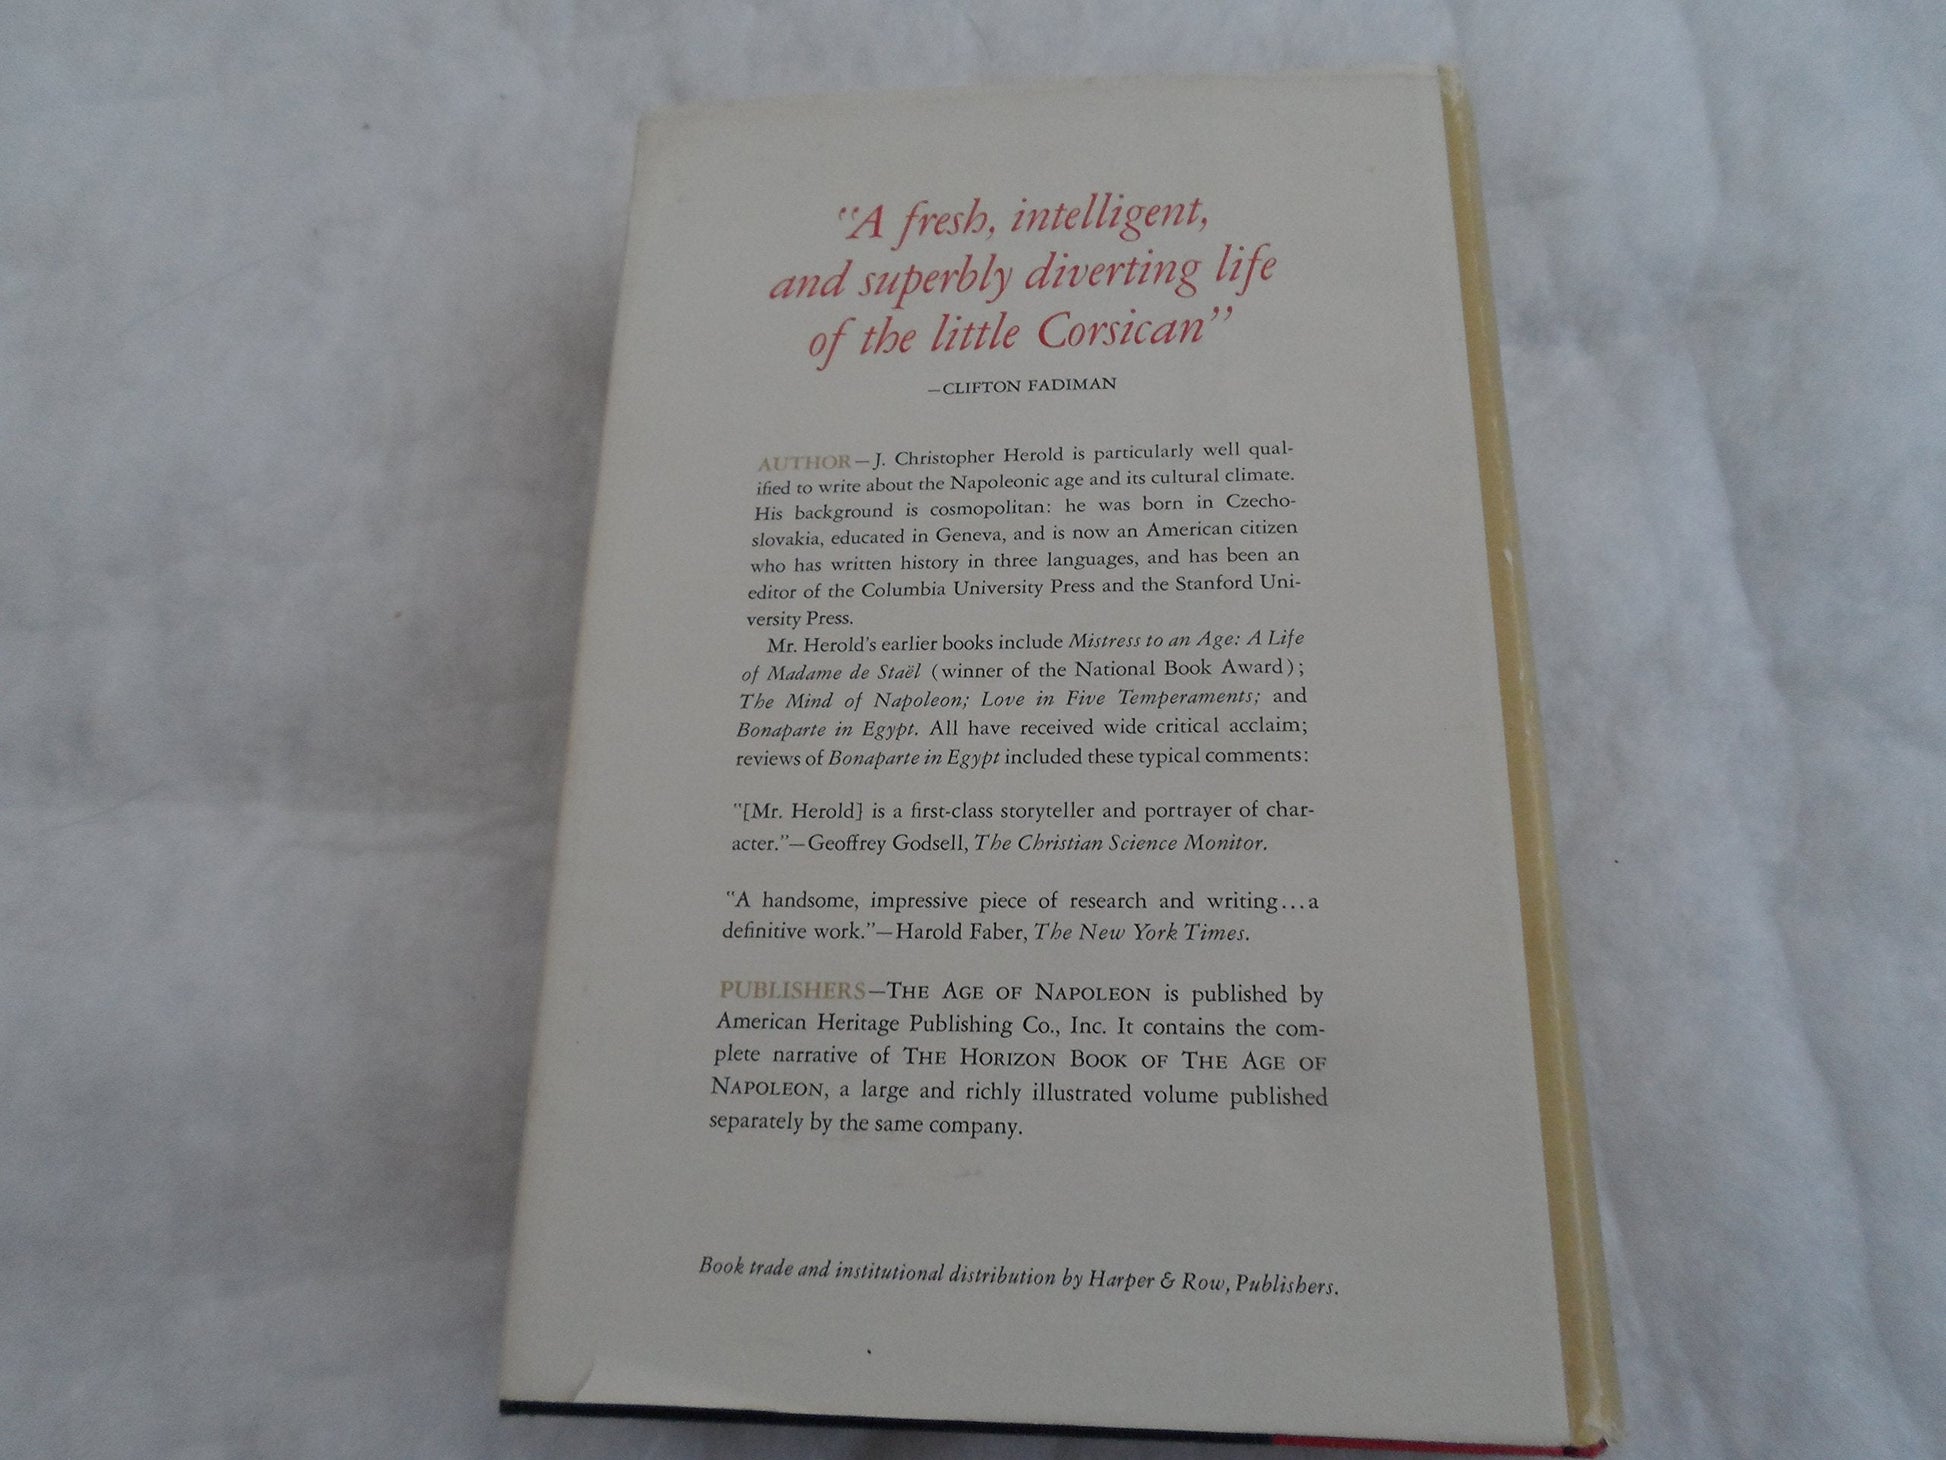 "A fresh, intelligent,
and superbly diverting life
of the little Corsican"
—CLIFTON FADIMAN
AUTHOR—J. Christopher Herold is particularly well qual-
ified to write about the Napoleonic age and its cultural climate.
His background is cosmopolitan: he was born in Czecho-
slovakia, educated in Geneva, and is now an American citizen
who has written history in three languages, and has been an
editor of the Columbia University Press and the Stanford Uni-
versity Press.
Mr. Herold's earlier books include Mistress to an Age: A Life
of Madame de Staël (winner of the National Book Award);
The Mind of Napoleon; Love in Five Temperaments; and
Bonaparte in Egypt. All have received wide critical acclaim;
reviews of Bonaparte in Egypt included these typical comments:
"[Mr. Herold] is a first-class storyteller and portrayer of char-
acter."—Geoffrey Godsell, The Christian Science Monitor.
"A handsome, impressive piece of research and writing...a
definitive work."—Harold Faber, The New York Times.
PUBLISHERS—THE AGE OF NAPOLEON is published by
American Heritage Publishing Co., Inc. It contains the com-
plete narrative of THE HORIZON BOOK OF THE AGE OF
NAPOLEON, a large and richly illustrated volume published
separately by the same company.
Book trade and institutional distribution by Harper & Row, Publishers.